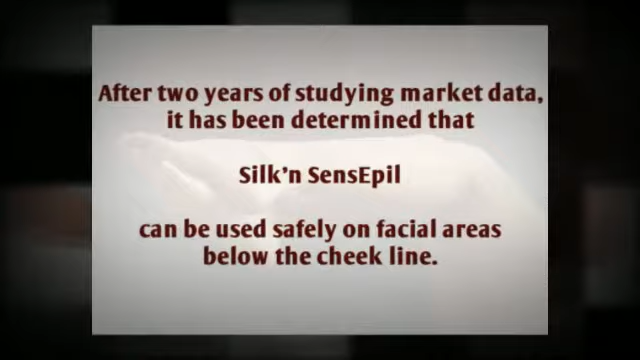 After two years of studying market data,
it has been determined that
Silk'n SensEpil
can be used safely on facial areas
below the cheek line.